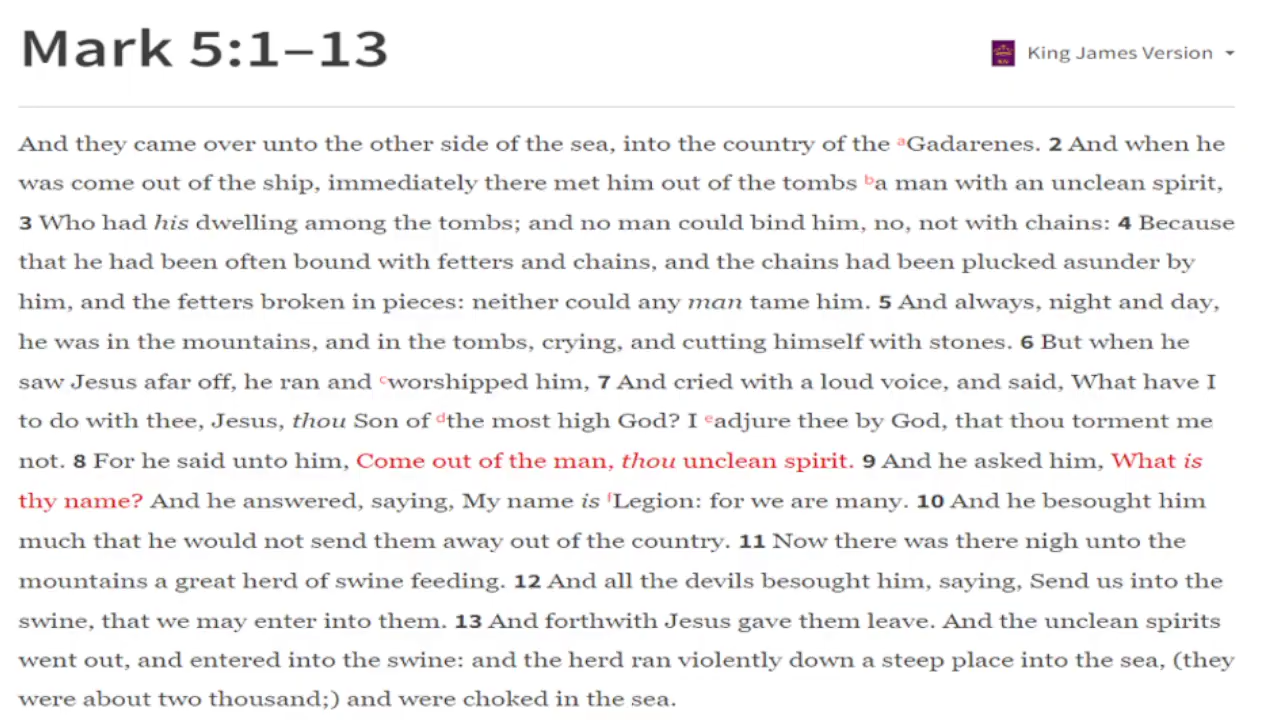 Mark 5:1–13
King James Version
And they came over unto the other side of the sea, into the country of the aGadarenes. 2 And when he
was come out of the ship, immediately there met him out of the tombs ba man with an unclean spirit,
3 Who had his dwelling among the tombs; and no man could bind him, no, not with chains: 4 Because
that he had been often bound with fetters and chains, and the chains had been plucked asunder by
him, and the fetters broken in pieces: neither could any man tame him. 5 And always, night and day,
he was in the mountains, and in the tombs, crying, and cutting himself with stones. 6 But when he
saw Jesus afar off, he ran and cworshipped him, 7 And cried with a loud voice, and said, What have I
to do with thee, Jesus, thou Son of dthe most high God? I eadjure thee by God, that thou torment me
not. 8 For he said unto him, Come out of the man, thou unclean spirit. 9 And he asked him, What is
thy name? And he answered, saying, My name is fLegion: for we are many. 10 And he besought him
much that he would not send them away out of the country. 11 Now there was there nigh unto the
mountains a great herd of swine feeding. 12 And all the devils besought him, saying, Send us into the
swine, that we may enter into them. 13 And forthwith Jesus gave them leave. And the unclean spirits
went out, and entered into the swine: and the herd ran violently down a steep place into the sea, (they
were about two thousand;) and were choked in the sea.